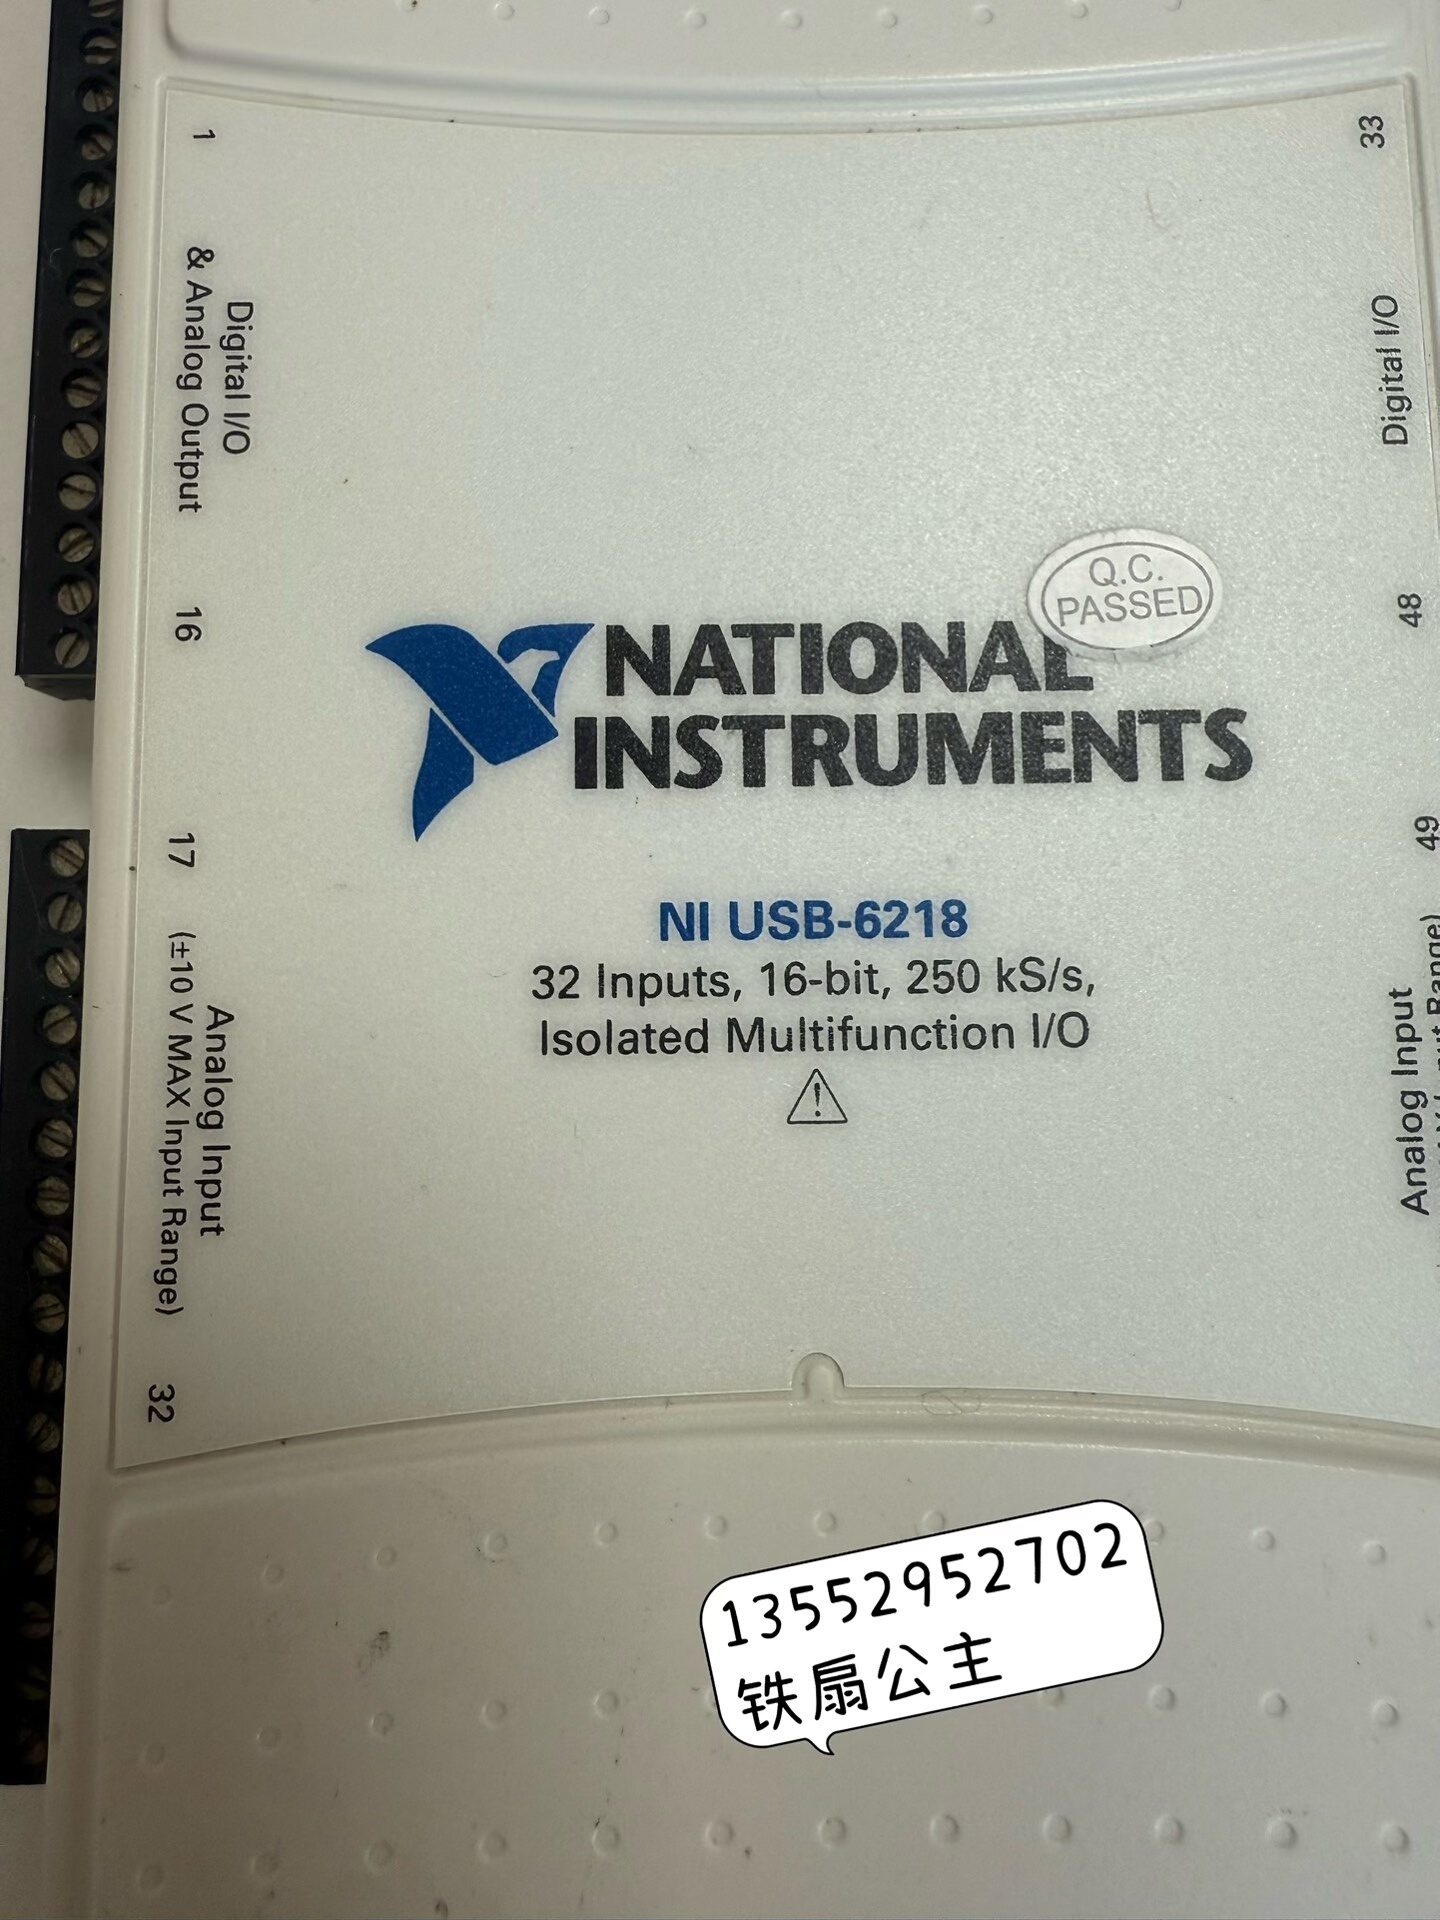 1
Digital I/O
& Analog Output
16
17
Analog Input
(±10 V MAX Input Range)
32
33
Digital I/O
48
49
Analog Input
Q.C.
PASSED
NATIONAL
INSTRUMENTS
NI USB-6218
32 Inputs, 16-bit, 250 kS/s,
Isolated Multifunction I/O
13552952702
铁扇公主